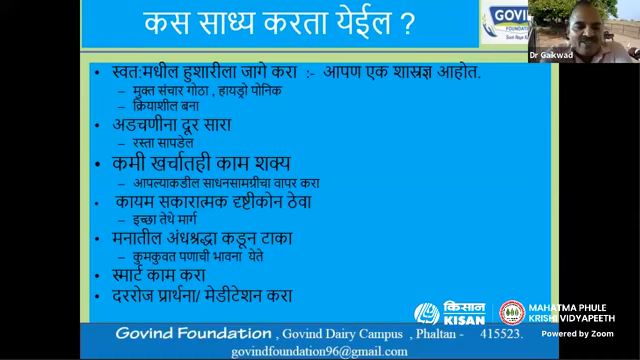 कस साध्य करता येईल ?
GOVIND
FOUNDATION
Dr Gaikwad
• स्वत:मधील हुशारीला जागे करा :- आपण एक शास्रज्ञ आहोत.
– मुक्त संचार गोठा , हायड्रो पोनिक
– क्रियाशील बना
• अडचणीना दूर सारा
– रस्ता सापडेल
• कमी खर्चातही काम शक्य
– आपल्याकडील साधनसामग्रीचा वापर करा
• कायम सकारात्मक दृष्टीकोन ठेवा
– इच्छा तेथे मार्ग
• मनातील अंधश्रद्धा कडून टाका
– कुमकुवत पणाची भावना येते
• स्मार्ट काम करा
• दररोज प्रार्थना/ मेडीटेशन करा
किसान
KISAN
MAHATMA PHULE
KRISHI VIDYAPEETH
Powered by Zoom
Govind Foundation , Govind Dairy Campus , Phaltan - 415523.
govindfoundation96@gmail.com